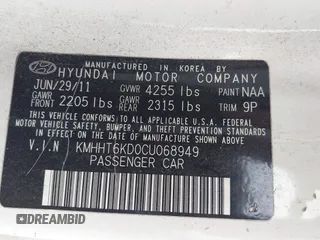 MANUFACTURED IN KOREA BY
HYUNDAI MOTOR COMPANY
JUN/29/11 GVWR 4255 lbs PAINT NAA
GAWR FRONT 2205 lbs GAWR REAR 2315 lbs TRIM 9P
THIS VEHICLE CONFORMS TO ALL APPLICABLE U.S. FEDERAL MOTOR VEHICLE
SAFETY, BUMPER, AND THEFT PREVENTION STANDARDS IN
EFFECT ON THE DATE OF MANUFACTURE SHOWN ABOVE.
V.I.N KMHHT6KD0CU068949
PASSENGER CAR
DREAMBID